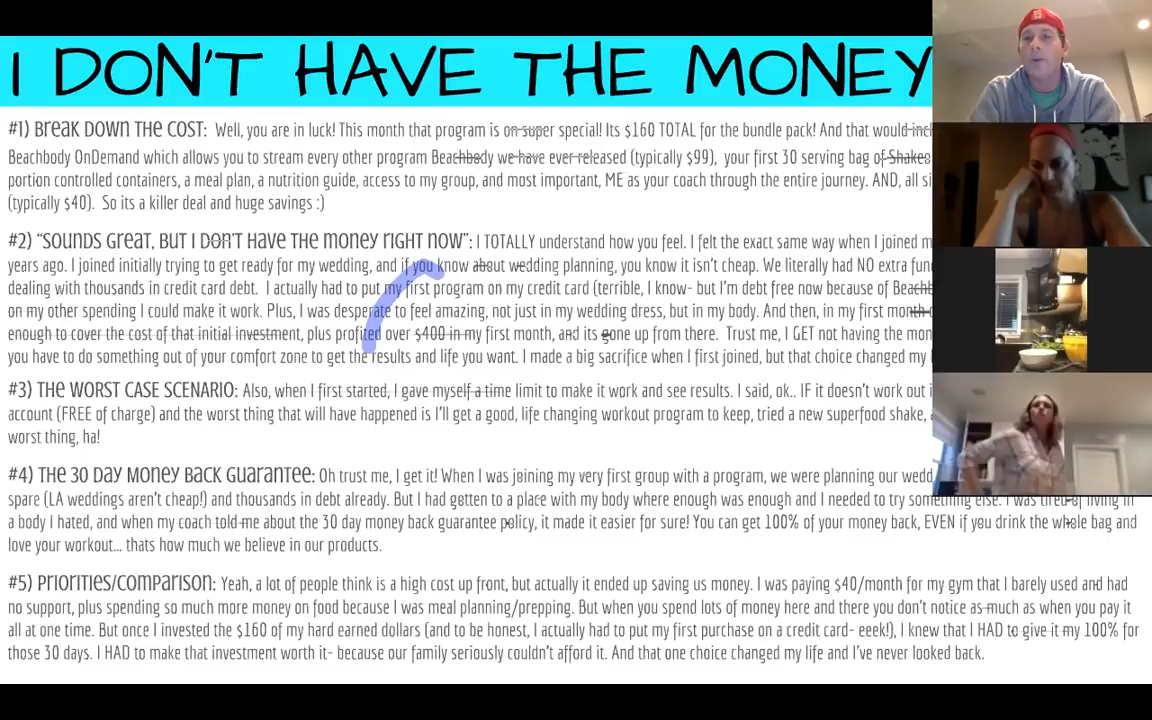 I DON'T HAVE THE MONEY
#1) Break down the cost: Well, you are in luck! This month that program is on super special! Its $160 TOTAL for the bundle pack! And that would incl
Beachbody OnDemand which allows you to stream every other program Beachbody we have ever released (typically $99), your first 30 serving bag of Shakeo
portion controlled containers, a meal plan, a nutrition guide, access to my group, and most important, ME as your coach through the entire journey. AND, all si
(typically $40). So its a killer deal and huge savings :)
#2) "Sounds great, but I don't have the money right now": I TOTALLY understand how you feel. I felt the exact same way when I joined m
years ago. I joined initially trying to get ready for my wedding, and if you know about wedding planning, you know it isn't cheap. We literally had NO extra fun
dealing with thousands in credit card debt. I actually had to put my first program on my credit card (terrible, I know- but I'm debt free now because of Beachb
on my other spending I could make it work. Plus, I was desperate to feel amazing, not just in my wedding dress, but in my body. And then, in my first month
enough to cover the cost of that initial investment, plus profited over $400 in my first month, and its gone up from there. Trust me, I GET not having the mon
you have to do something out of your comfort zone to get the results and life you want. I made a big sacrifice when I first joined, but that choice changed my
#3) The worst case scenario: Also, when I first started, I gave myself a time limit to make it work and see results. I said, ok.. IF it doesn't work out i
account (FREE of charge) and the worst thing that will have happened is I'll get a good, life changing workout program to keep, tried a new superfood shake,
worst thing, ha!
#4) The 30 day money back guarantee: Oh trust me, I get it! When I was joining my very first group with a program, we were planning our wedd
spare (LA weddings aren't cheap!) and thousands in debt already. But I had gotten to a place with my body where enough was enough and I needed to try something else. I was tired of living in
a body I hated, and when my coach told me about the 30 day money back guarantee policy, it made it easier for sure! You can get 100% of your money back, EVEN if you drink the whole bag and
love your workout... thats how much we believe in our products.
#5) Priorities/Comparison: Yeah, a lot of people think is a high cost up front, but actually it ended up saving us money. I was paying $40/month for my gym that I barely used and had
no support, plus spending so much more money on food because I was meal planning/prepping. But when you spend lots of money here and there you don't notice as much as when you pay it
all at one time. But once I invested the $160 of my hard earned dollars (and to be honest, I actually had to put my first purchase on a credit card- eeek!), I knew that I HAD to give it my 100% for
those 30 days. I HAD to make that investment worth it- because our family seriously couldn't afford it. And that one choice changed my life and I've never looked back.